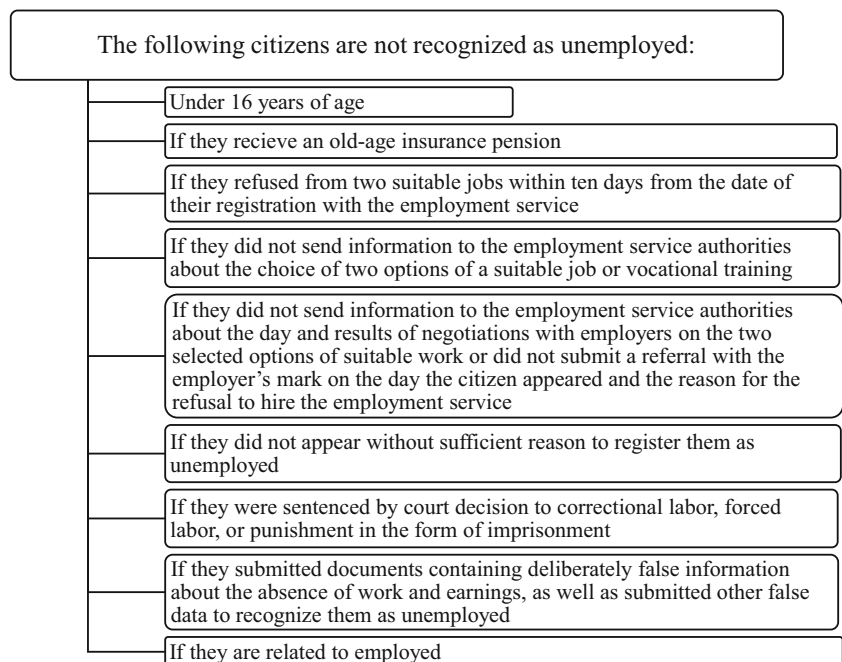 The following citizens are not recognized as unemployed:
Under 16 years of age
If they recieve an old-age insurance pension
If they refused from two suitable jobs within ten days from the date of
their registration with the employment service
If they did not send information to the employment service authorities
about the choice of two options of a suitable job or vocational training
If they did not send information to the employment service authorities
about the day and results of negotiations with employers on the two
selected options of suitable work or did not submit a referral with the
employer’s mark on the day the citizen appeared and the reason for the
refusal to hire the employment service
If they did not appear without sufficient reason to register them as
unemployed
If they were sentenced by court decision to correctional labor, forced
labor, or punishment in the form of imprisonment
If they submitted documents containing deliberately false information
about the absence of work and earnings, as well as submitted other false
data to recognize them as unemployed
If they are related to employed